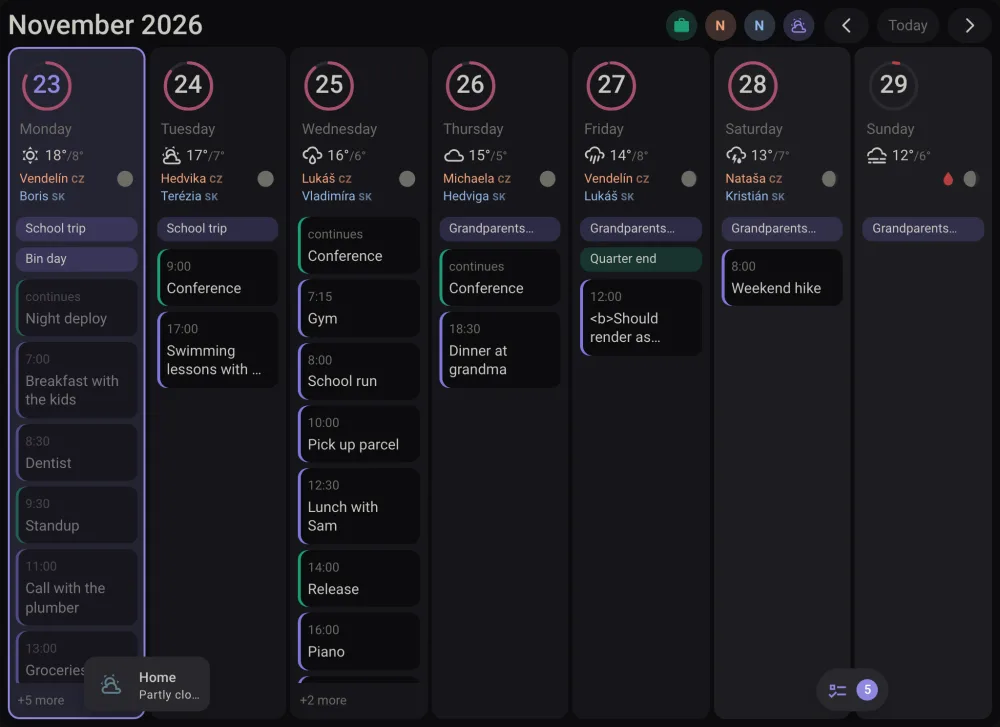 November 2026
N
N
Today
23
Monday
18°/8°
Vendelín CZ
Boris SK
School trip
Bin day
continues
Night deploy
7:00
Breakfast with
the kids
8:30
Dentist
9:30
Standup
11:00
Call with the
plumber
13:00
Groceries
+5 more
24
Tuesday
17°/7°
Hedvika CZ
Terézia SK
School trip
9:00
Conference
17:00
Swimming
lessons with ...
25
Wednesday
16°/6°
Lukáš CZ
Vladimíra SK
continues
Conference
7:15
Gym
8:00
School run
10:00
Pick up parcel
12:30
Lunch with
Sam
14:00
Release
16:00
Piano
+2 more
26
Thursday
15°/5°
Michaela CZ
Hedviga SK
Grandparents...
continues
Conference
18:30
Dinner at
grandma
27
Friday
14°/8°
Vendelín CZ
Lukáš SK
Grandparents...
Quarter end
12:00
<b>Should
render as...
28
Saturday
13°/7°
Nataša CZ
Kristián SK
Grandparents...
8:00
Weekend hike
29
Sunday
12°/6°
Grandparents...
Home
Partly clo...
5